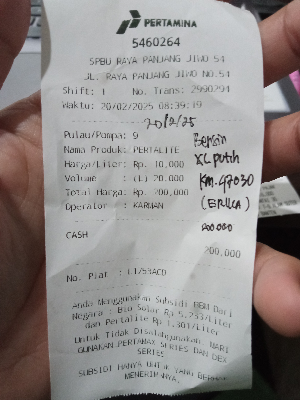 PERTAMINA
5460264
SPBU RAYA PANJANG JIWO 54
JL. RAYA PANJANG JIWO NO.54
Shift: 1 No. Trans: 2990294
Waktu: 20/02/2025 08:39:19
20/2/25
Pulau/Pompa: 9
Nama Produk: PERTALITE
Harga/Liter: Rp. 10,000
Volume : (L) 20.000
Total Harga: Rp. 200,000
Operator : KARMAN
Bensin
XL putih
KM. 47030
(ERICA)
200.000
CASH
200,000
No. Plat : L1753ACD
Anda Menggunakan Subsidi BBM Dari
Negara : Bio Solar Rp 5.233/Liter
dan Pertalite Rp 1.301/Liter
Untuk Tidak Disalahgunakan. MARI
GUNAKAN PERTAMAX SERIES DAN DEX
SERIES.
SUBSIDI HANYA UNTUK YANG BERHAK
MENERIMANYA.